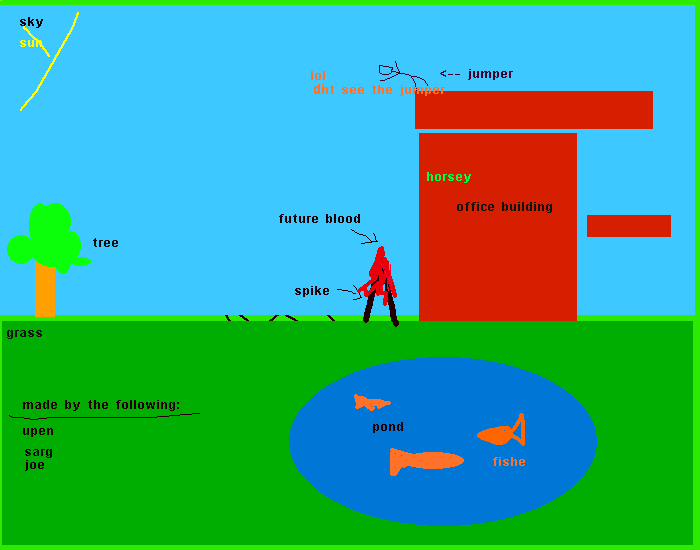 sky
sun
lol
dht see the jumper
<-- jumper
horsey
office building
future blood
tree
spike
grass
made by the following:
upen
sarg
joe
pond
fishe